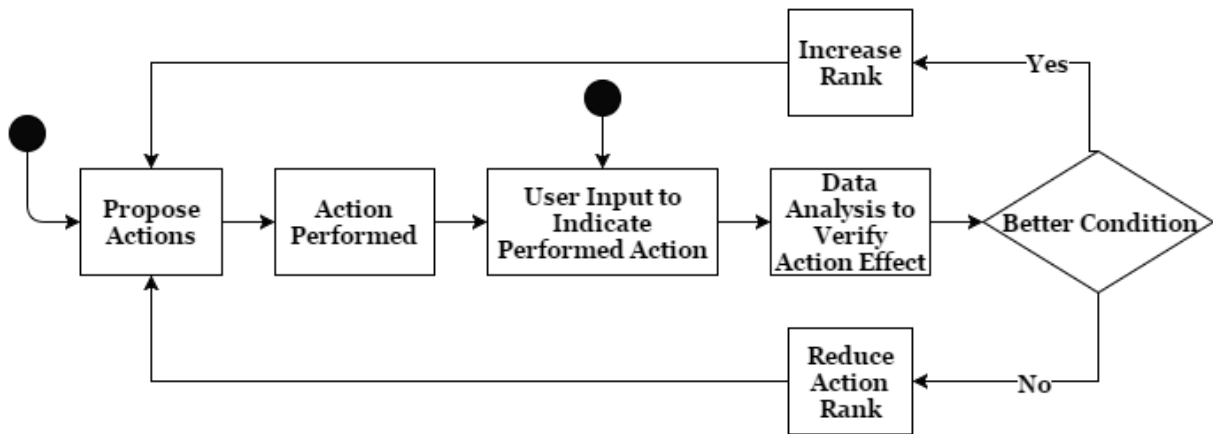 Increase
Rank
Yes
Propose
Actions
Action
Performed
User Input to
Indicate
Performed Action
Data
Analysis to
Verify
Action Effect
Better Condition
Reduce
Action
Rank
No